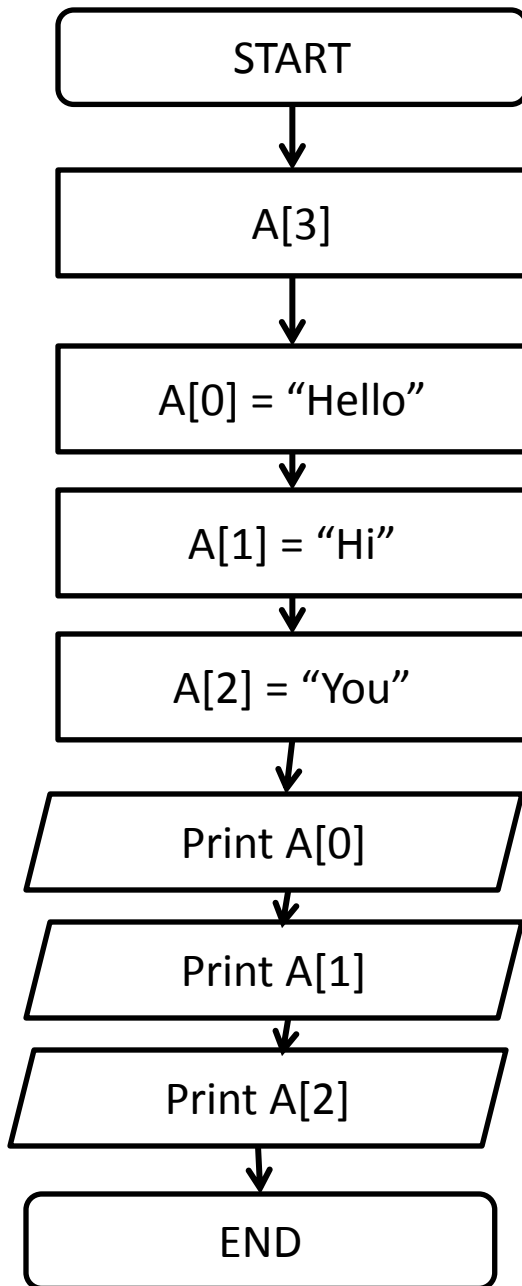 START
A[3]
A[0] = “Hello”
A[1] = “Hi”
A[2] = “You”
Print A[0]
Print A[1]
Print A[2]
END